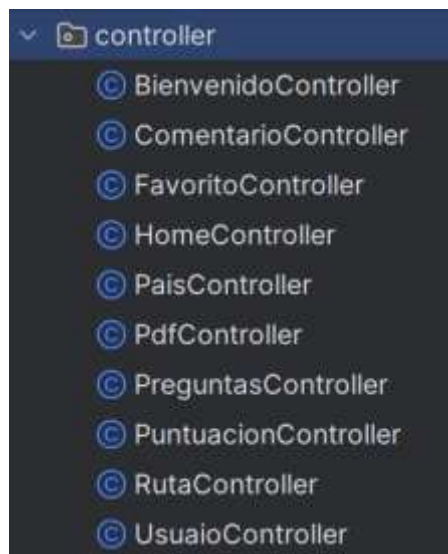 controller
BienvenidoController
ComentarioController
FavoritoController
HomeController
PaisController
PdfController
PreguntasController
PuntuacionController
RutaController
UsuaioController